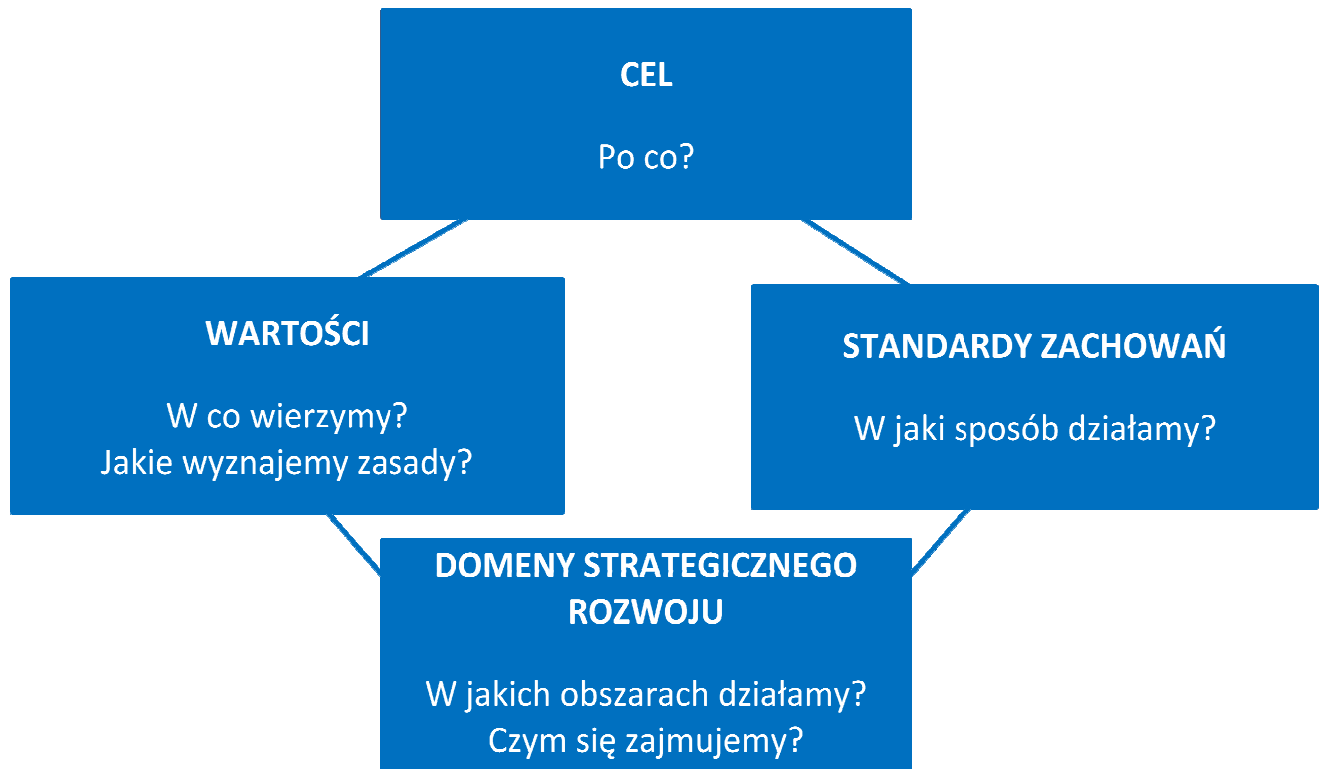 CEL
Po co?
WARTOŚCI
W co wierzymy?
Jakie wyznajemy zasady?
STANDARDY ZACHOWAŃ
W jaki sposób działamy?
DOMENY STRATEGICZNEGO
ROZWOJU
W jakich obszarach działamy?
Czym się zajmujemy?